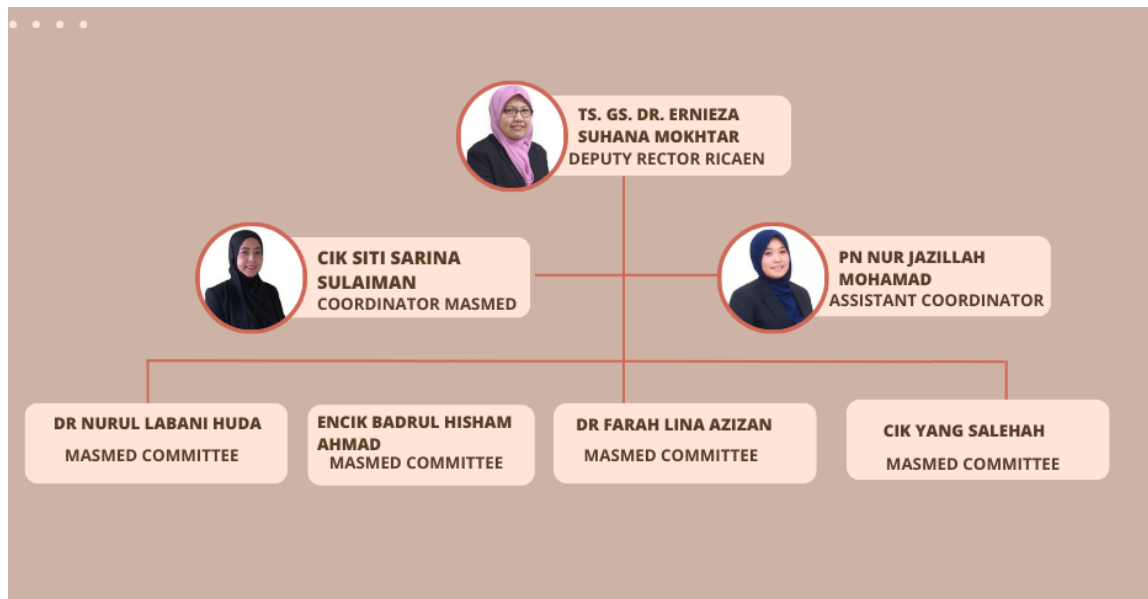 TS. GS. DR. ERNIEZA
SUHANA MOKHTAR
DEPUTY RECTOR RICAEN
CIK SITI SARINA
SULAIMAN
COORDINATOR MASMED
PN NUR JAZILLAH
MOHAMAD
ASSISTANT COORDINATOR
DR NURUL LABANI HUDA
MASMED COMMITTEE
ENCIK BADRUL HISHAM
AHMAD
MASMED COMMITTEE
DR FARAH LINA AZIZAN
MASMED COMMITTEE
CIK YANG SALEHAH
MASMED COMMITTEE